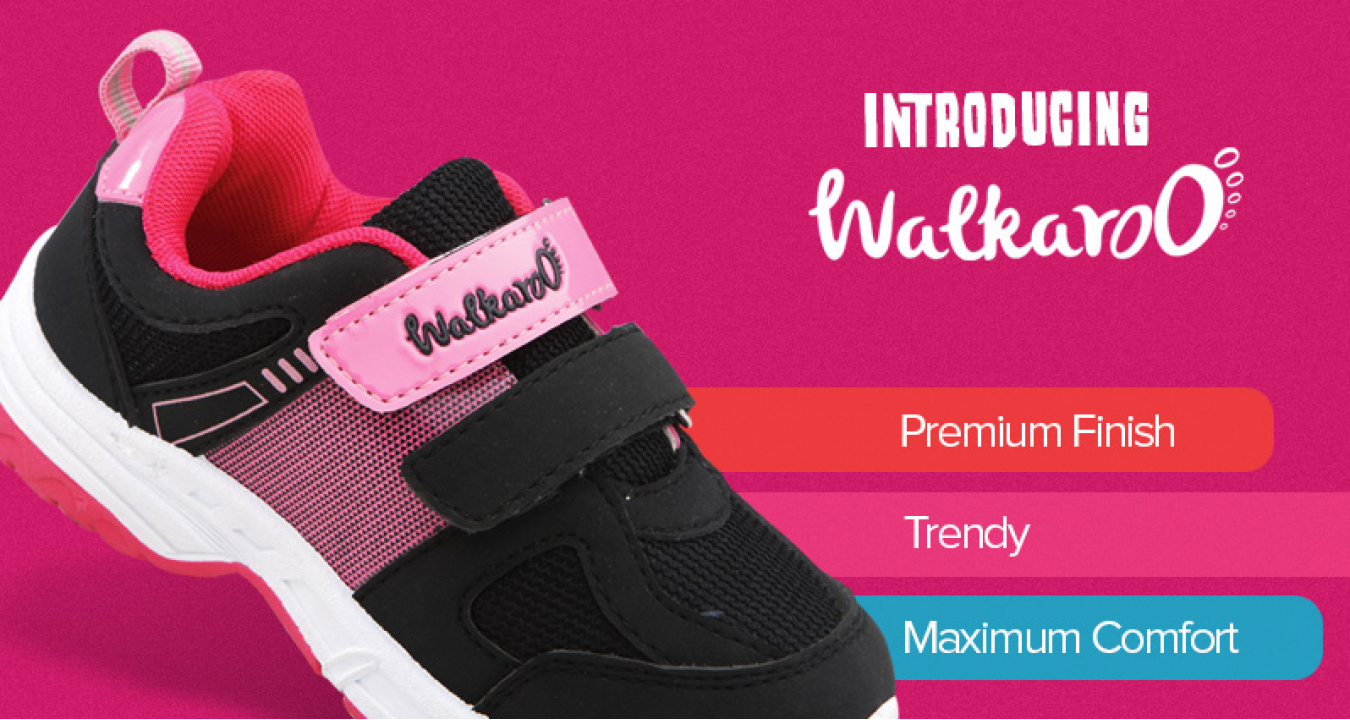 INTRODUCING
WalkaroO
WalkaroO
Premium Finish
Trendy
Maximum Comfort